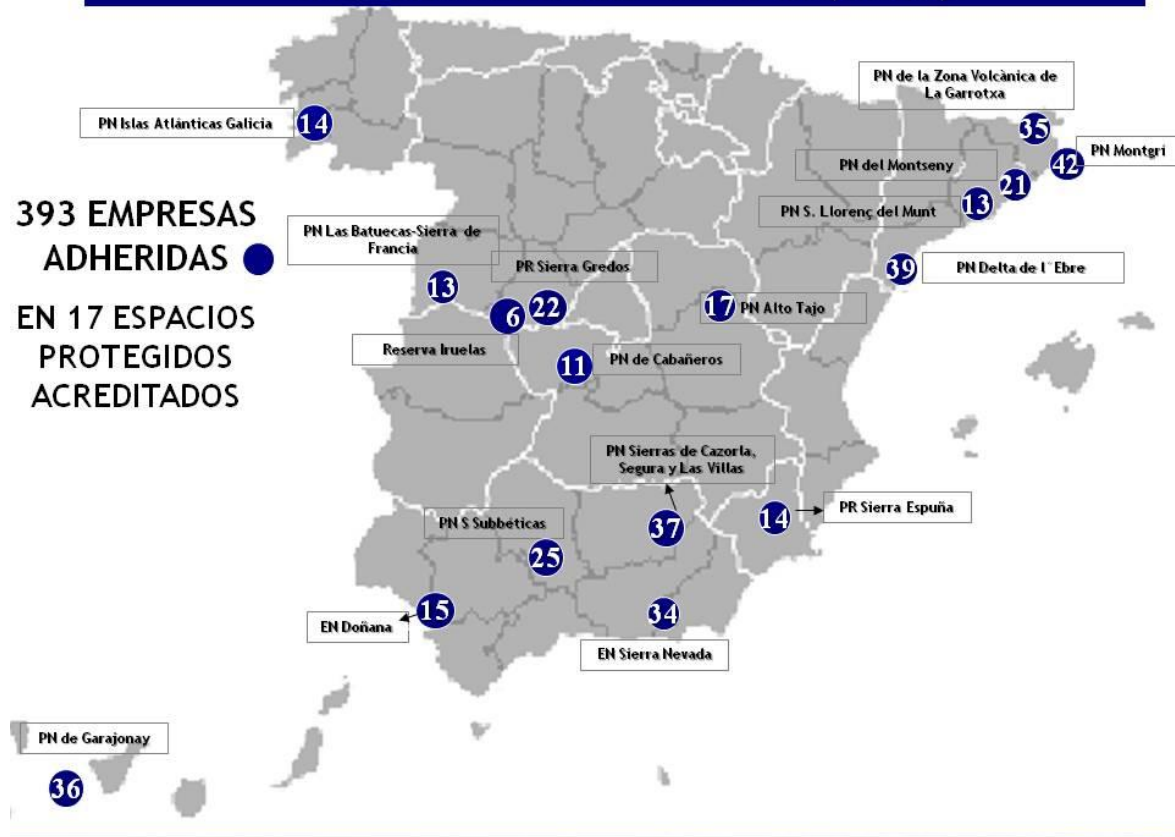 PN de la Zona Volcànica de
La Garrotxa
35
PN Islas Atlánticas Galicia
14
PN Montgrí
42
PN del Montseny
21
393 EMPRESAS
ADHERIDAS
PN S. Llorenç del Munt
13
PN Las Batuecas-Sierra de
Francia
13
PR Sierra Gredos
22
39
PN Delta de l´Ebre
EN 17 ESPACIOS
PROTEGIDOS
ACREDITADOS
6
Reserva Iruelas
17
PN Alto Tajo
11
PN de Cabañeros
PN Sierras de Cazorla,
Segura y Las Villas
37
14
PR Sierra Espuña
PN S Subbéticas
25
15
EN Doñana
34
EN Sierra Nevada
PN de Garajonay
36